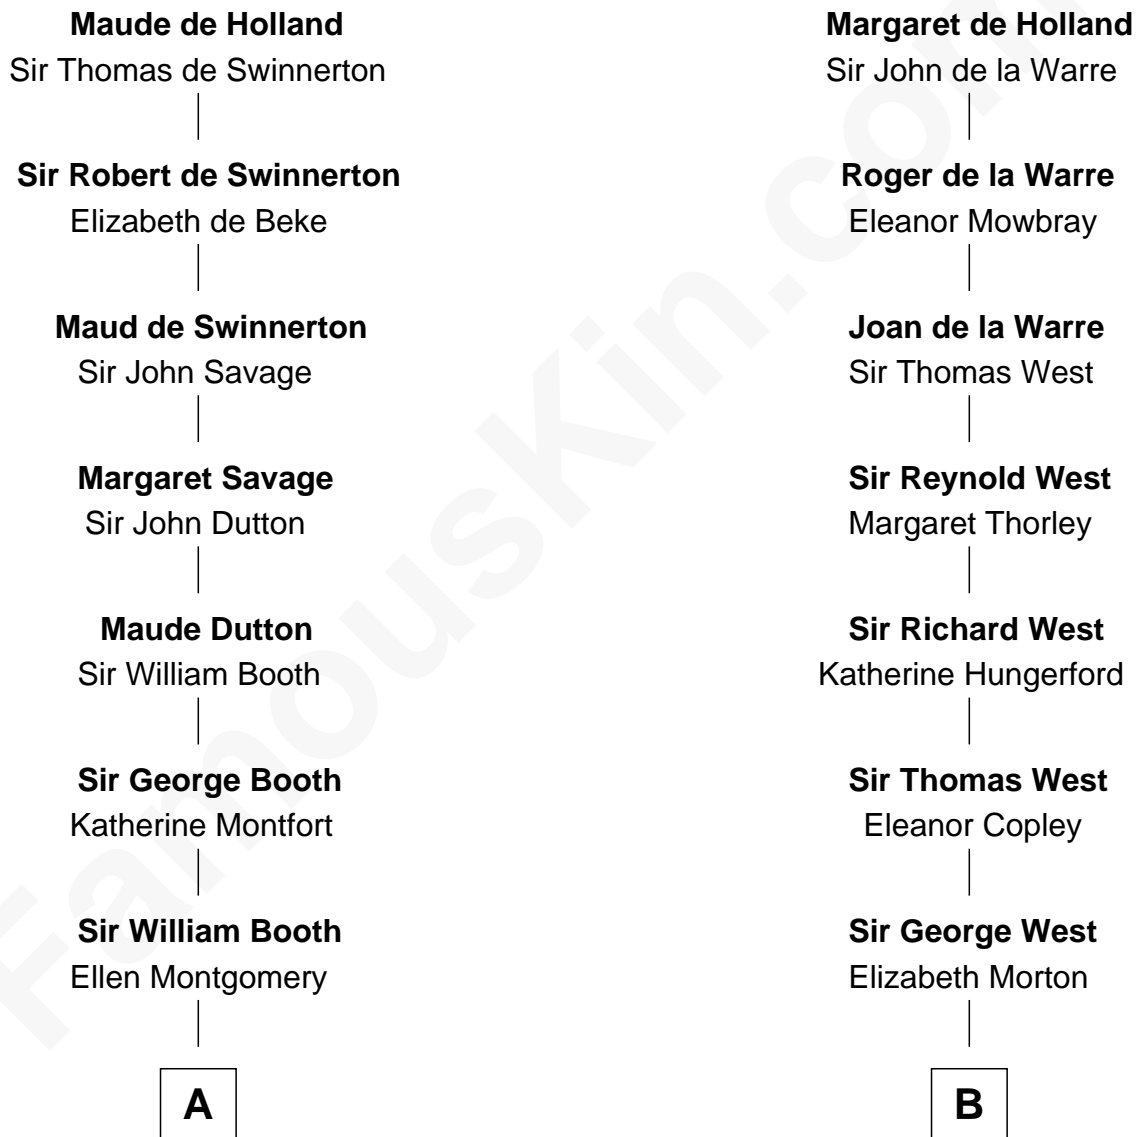 Maude de Holland
Sir Thomas de Swinnerton
Sir Robert de Swinnerton
Elizabeth de Beke
Maud de Swinnerton
Sir John Savage
Margaret Savage
Sir John Dutton
Maude Dutton
Sir William Booth
Sir George Booth
Katherine Montfort
Sir William Booth
Ellen Montgomery
A
Margaret de Holland
Sir John de la Warre
Roger de la Warre
Eleanor Mowbray
Joan de la Warre
Sir Thomas West
Sir Reynold West
Margaret Thorley
Sir Richard West
Katherine Hungerford
Sir Thomas West
Eleanor Copley
Sir George West
Elizabeth Morton
B
FamousKin.com